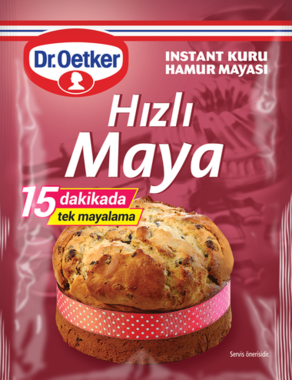 Dr.Oetker
INSTANT KURU
HAMUR MAYASI
Hızlı
Maya
15 dakikada
tek mayalama
Servis önerisidir.